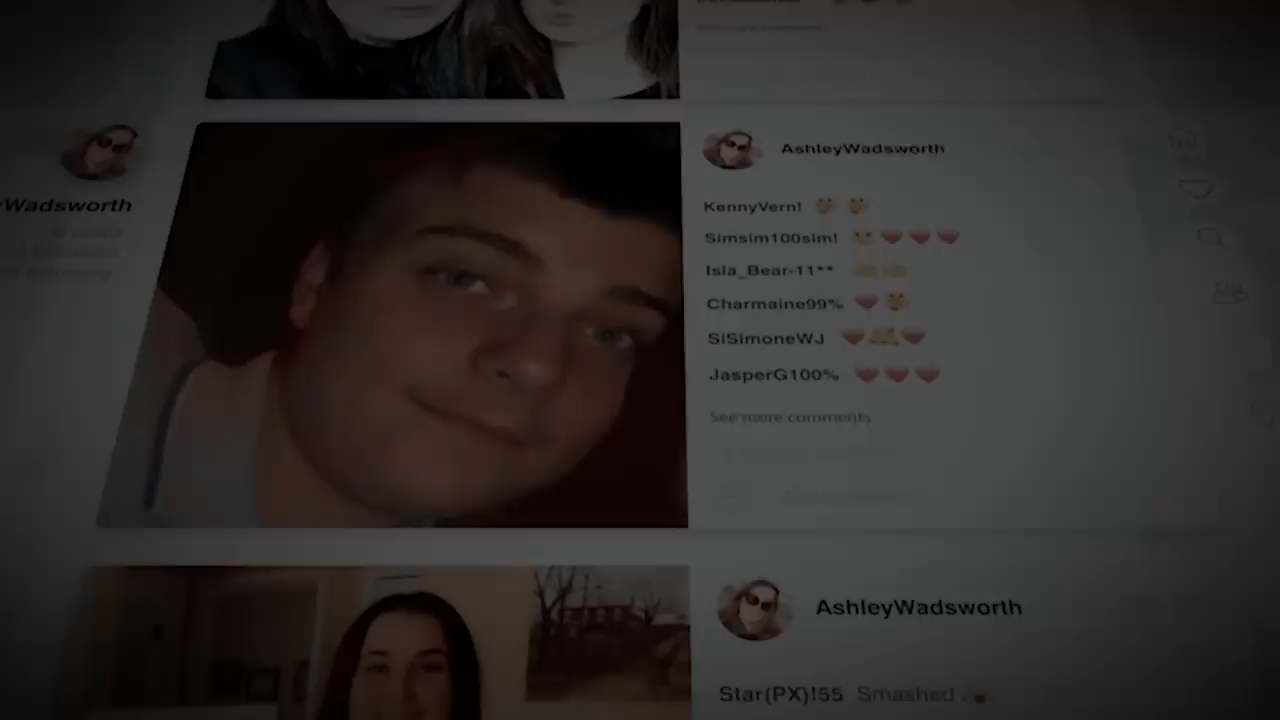 AshleyWadsworth
Wadsworth
KennyVern!
Simsim100sim!
Isla_Bear-11**
Charmaine99%
SiSimoneWJ
JasperG100%
See more comments
AshleyWadsworth
Star(PX)!55 Smashed